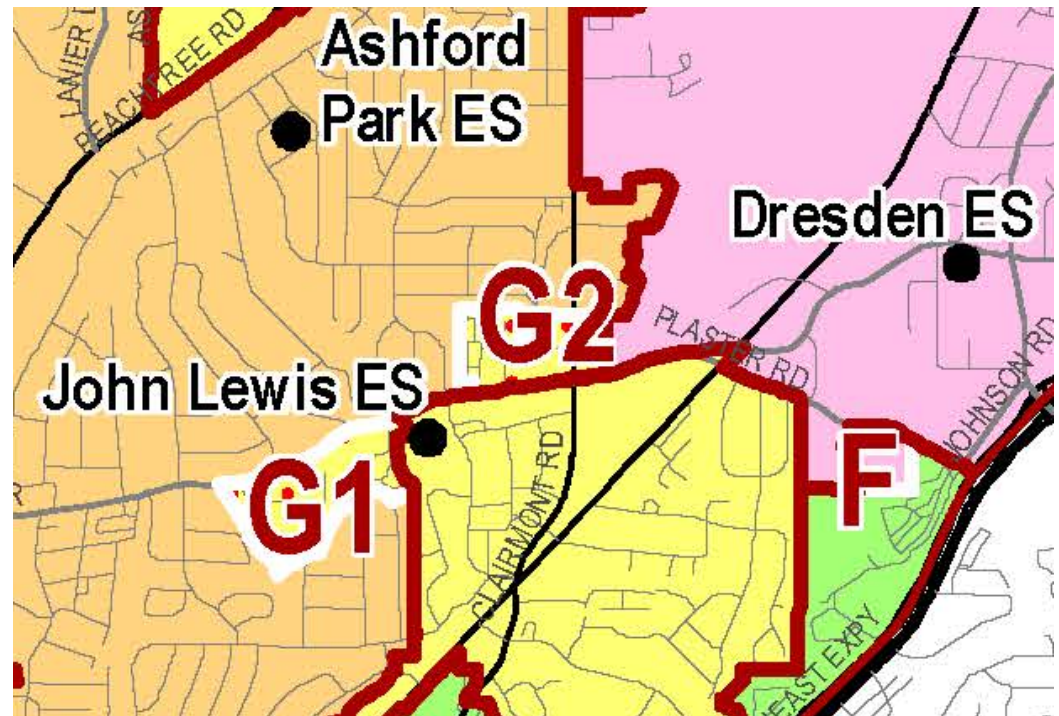 LANIER
AS
PEACHTREE RD
Ashford
Park ES
Dresden ES
G2
PLASTER RD
John Lewis ES
JOHNSON RD
G1
F
R
CLAIRMONT RD
EAST EXPY